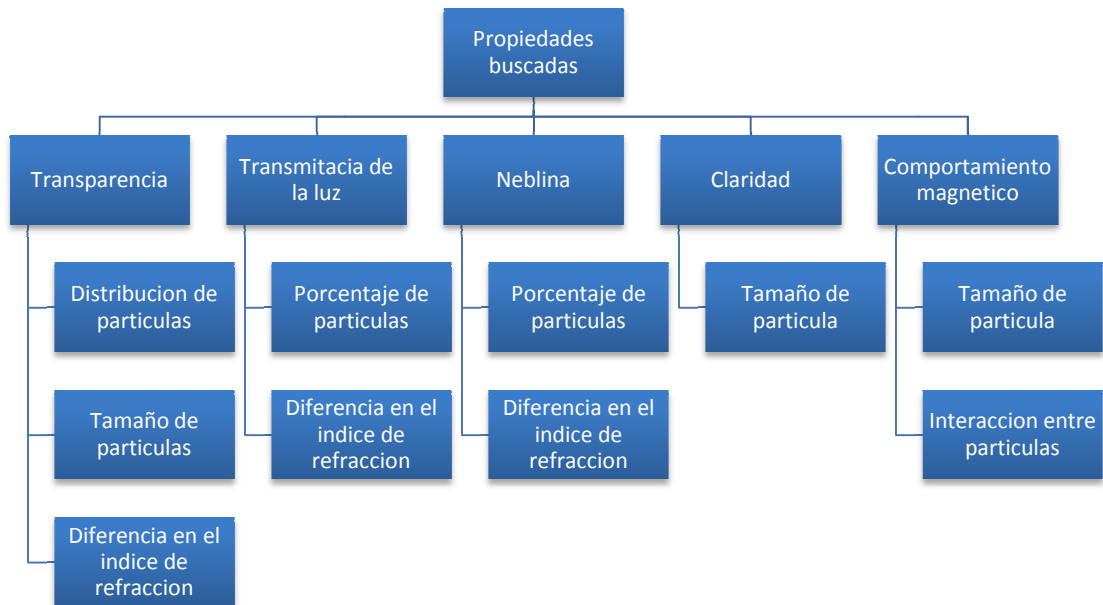 Propiedades
buscadas
Transparencia
Transmitacia de
la luz
Neblina
Claridad
Comportamiento
magnetico
Distribucion de
particulas
Porcentaje de
particulas
Porcentaje de
particulas
Tamaño de
particula
Tamaño de
particula
Tamaño de
particulas
Diferencia en el
indice de
refraccion
Diferencia en el
indice de
refraccion
Interaccion entre
particulas
Diferencia en el
indice de
refraccion